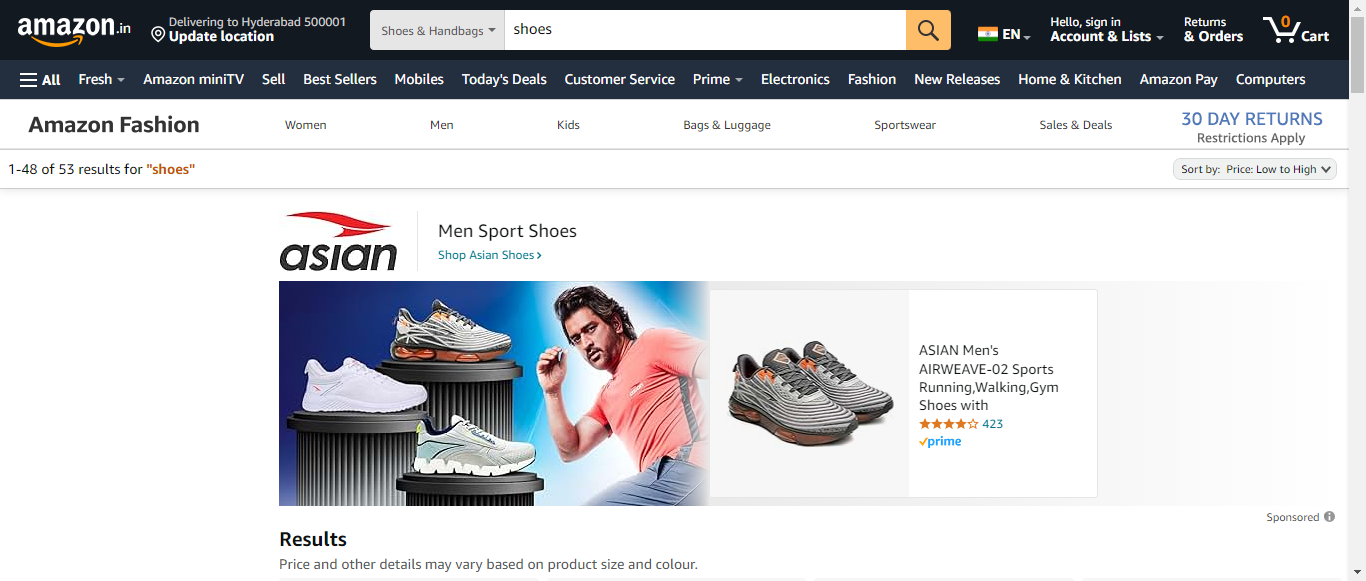 amazon.in
Delivering to Hyderabad 500001
Update location
Shoes & Handbags
shoes
EN
Hello, sign in
Account & Lists
Returns
& Orders
0
Cart
All
Fresh
Amazon miniTV
Sell
Best Sellers
Mobiles
Today's Deals
Customer Service
Prime
Electronics
Fashion
New Releases
Home & Kitchen
Amazon Pay
Computers
Amazon Fashion
Women
Men
Kids
Bags & Luggage
Sportswear
Sales & Deals
30 DAY RETURNS
Restrictions Apply
1-48 of 53 results for "shoes"
Sort by: Price: Low to High
asian
Men Sport Shoes
Shop Asian Shoes ›
ASIAN Men's
AIRWEAVE-02 Sports
Running,Walking,Gym
Shoes with
423
prime
Sponsored
Results
Price and other details may vary based on product size and colour.